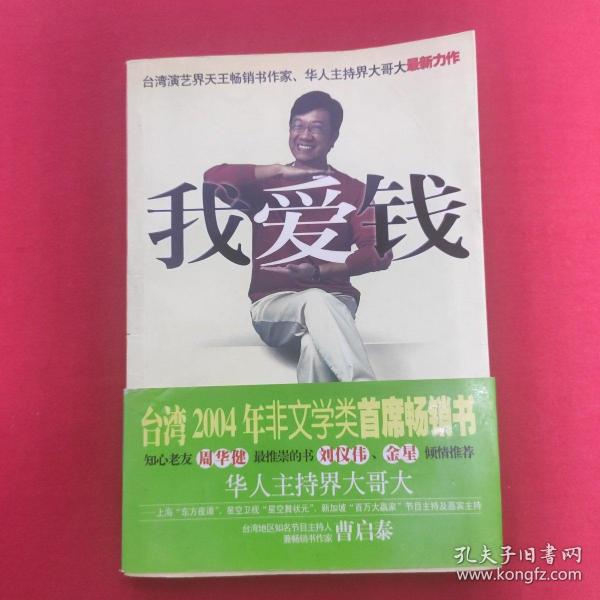 台湾演艺界天王畅销书作家、华人主持界大哥大最新力作
我爱钱
台湾2004年非文学类首席畅销书
知心老友周华健最推崇的书 刘仪伟、金星 倾情推荐
华人主持界大哥大
上海“东方夜谭”，星空卫视“星空舞状元”，新加坡“百万大赢家”节目主持及嘉宾主持
台湾地区知名节目主持人
兼畅销书作家
曹启泰
孔夫子旧书网
www.kongfz.com